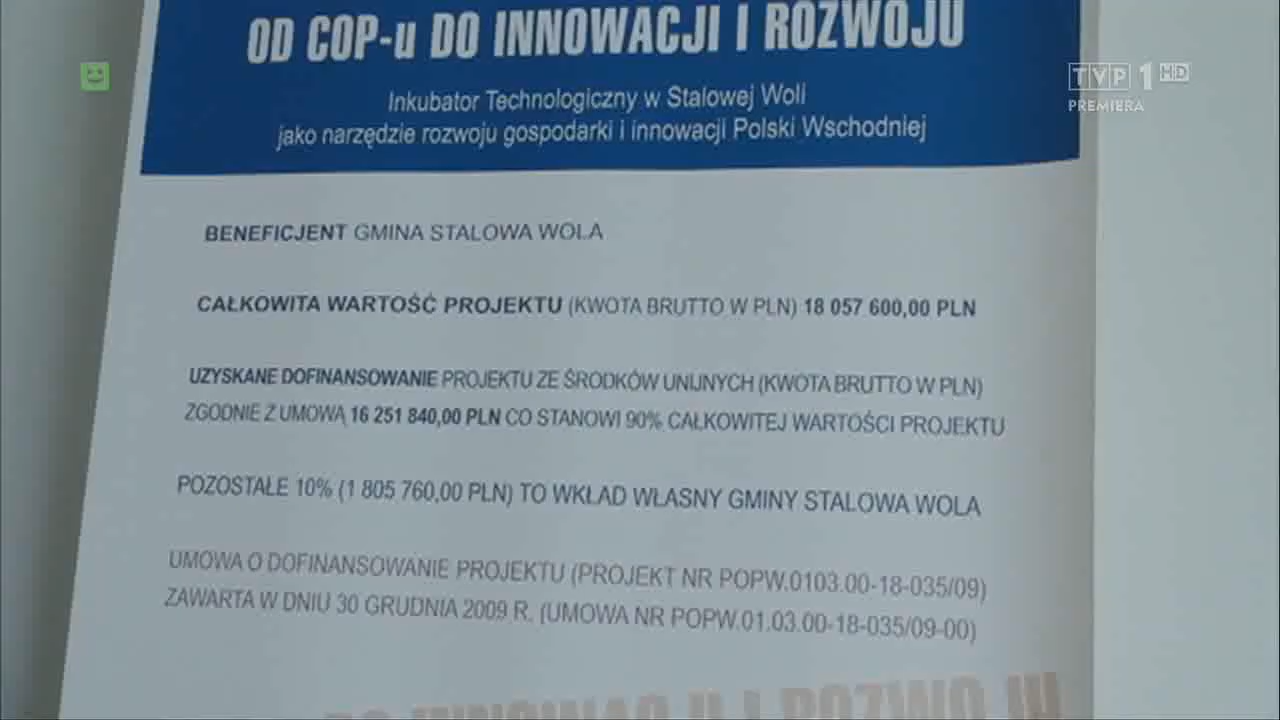 OD COP-u DO INNOWACJI I ROZWOJU
TVP 1 HD
PREMIERA
Inkubator Technologiczny w Stalowej Woli
jako narzędzie rozwoju gospodarki i innowacji Polski Wschodniej
BENEFICJENT GMINA STALOWA WOLA
CAŁKOWITA WARTOŚĆ PROJEKTU (KWOTA BRUTTO W PLN) 18 057 600,00 PLN
UZYSKANE DOFINANSOWANIE PROJEKTU ZE ŚRODKÓW UNIJNYCH (KWOTA BRUTTO W PLN)
ZGODNIE Z UMOWĄ 16 251 840,00 PLN CO STANOWI 90% CAŁKOWITEJ WARTOŚCI PROJEKTU
POZOSTAŁE 10% (1 805 760,00 PLN) TO WKŁAD WŁASNY GMINY STALOWA WOLA
UMOWA O DOFINANSOWANIE PROJEKTU (PROJEKT NR POPW.0103.00-18-035/09)
ZAWARTA W DNIU 30 GRUDNIA 2009 R. (UMOWA NR POPW.01.03.00-18-035/09-00)
DO INNOWACJI I ROZWOJU